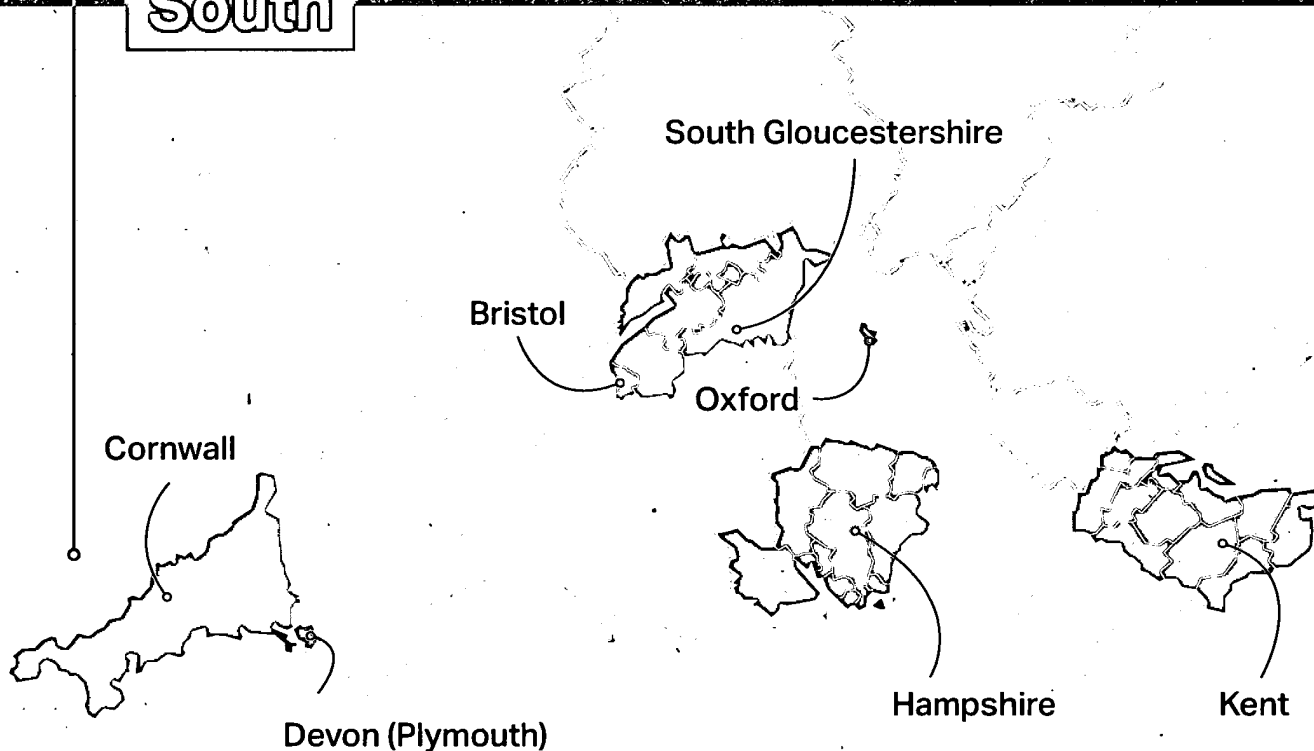 South
South Gloucestershire
Bristol
Oxford
Cornwall
Hampshire
Kent
Devon (Plymouth)